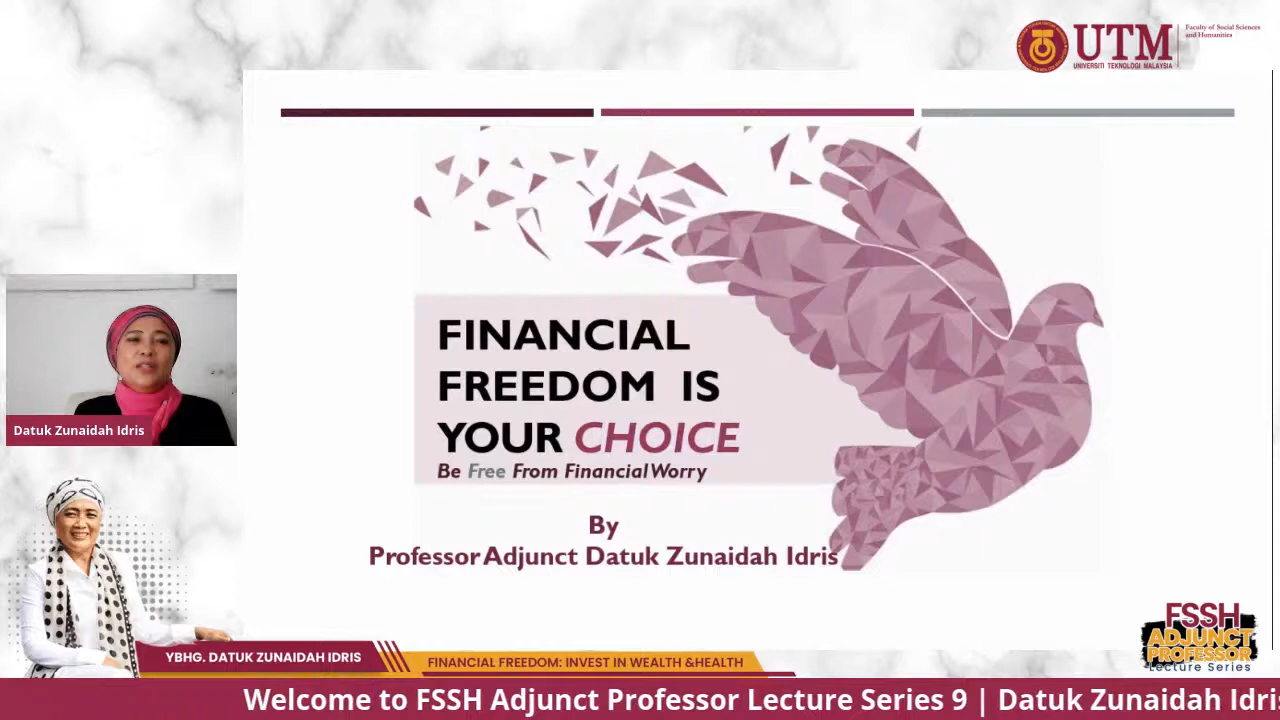 UTM
UNIVERSITI TEKNOLOGI MALAYSIA
Faculty of Social Sciences
and Humanities
FINANCIAL
FREEDOM IS
YOUR CHOICE
Be Free From Financial Worry
By
Professor Adjunct Datuk Zunaidah Idris
Datuk Zunaidah Idris
YBHG. DATUK ZUNAIDAH IDRIS
FINANCIAL FREEDOM: INVEST IN WEALTH &HEALTH
FSSH
ADJUNCT
PROFESSOR
Lecture Series
Welcome to FSSH Adjunct Professor Lecture Series 9 | Datuk Zunaidah Idris